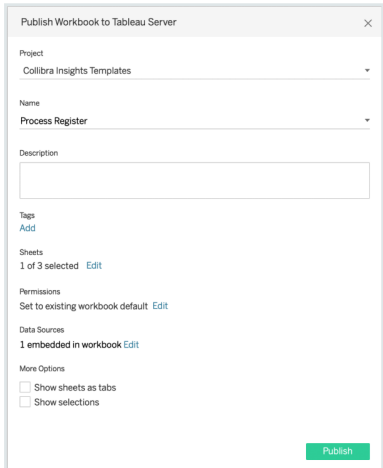 Publish Workbook to Tableau Server
Project
Collibra Insights Templates
Name
Process Register
Description
Tags
Add
Sheets
1 of 3 selected Edit
Permissions
Set to existing workbook default Edit
Data Sources
1 embedded in workbook Edit
More Options
Show sheets as tabs
Show selections
Publish